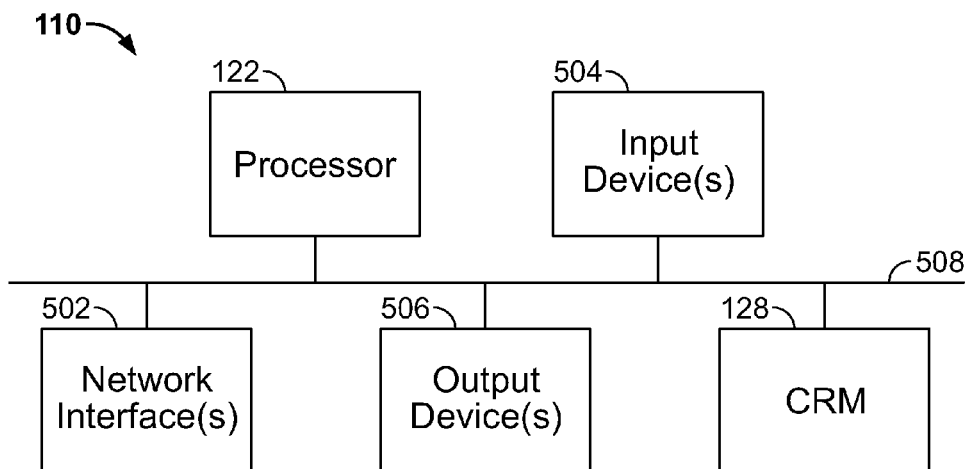 110
122
504
Processor
Input
Device(s)
508
502
506
128
Network
Interface(s)
Output
Device(s)
CRM